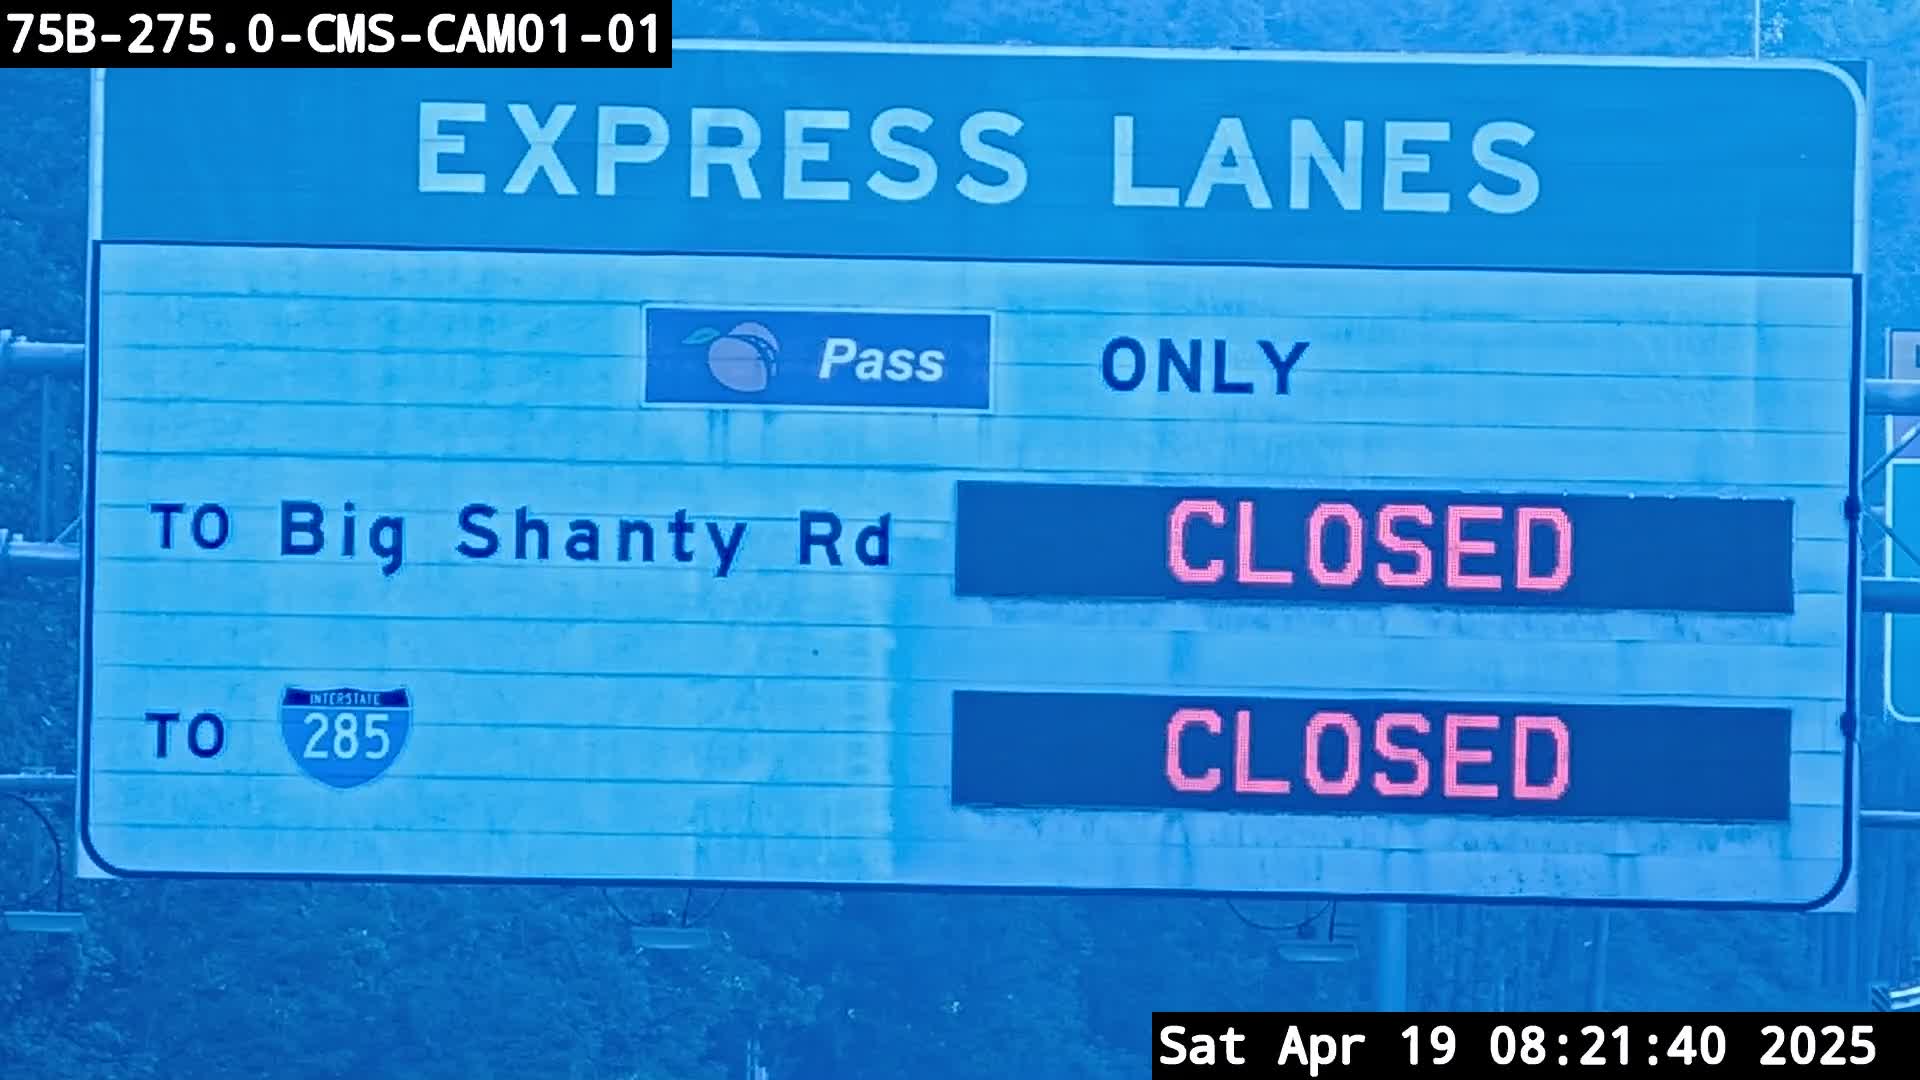 75B-275.0-CMS-CAM01-01
EXPRESS LANES
Pass ONLY
TO Big Shanty Rd CLOSED
TO INTERSTATE 285 CLOSED
Sat Apr 19 08:21:40 2025